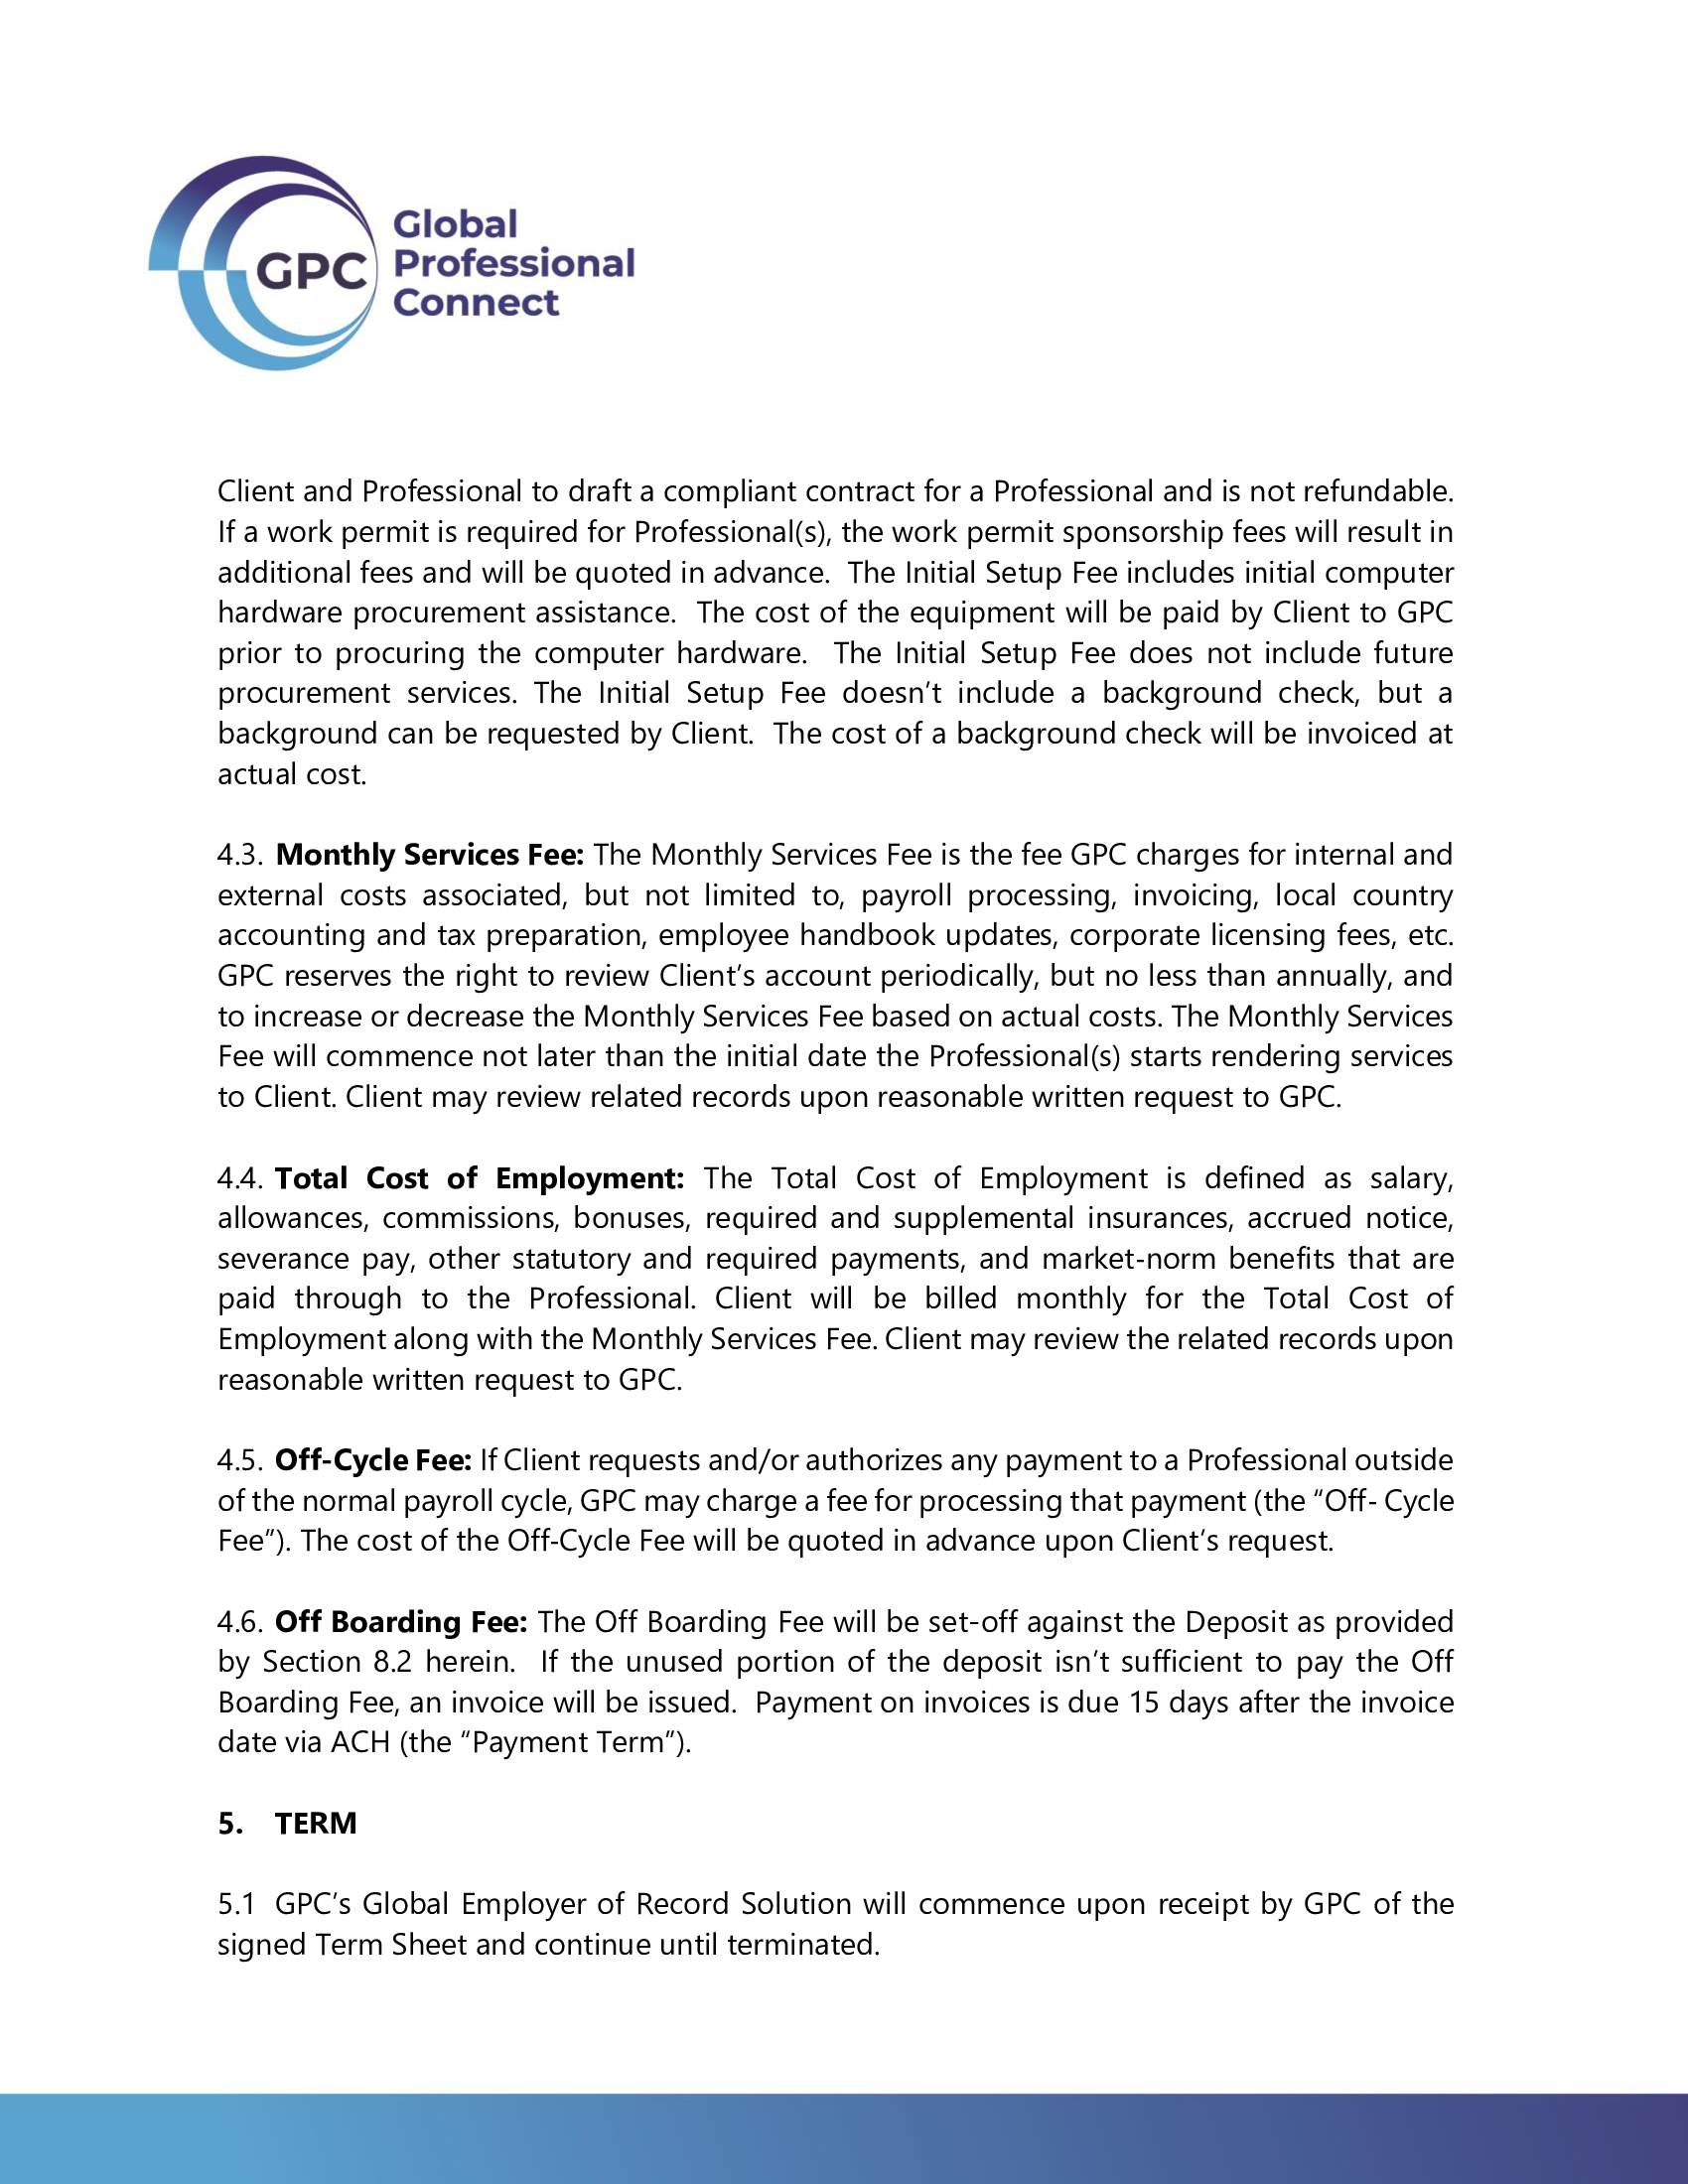 GPC
Global
Professional
Connect
Client and Professional to draft a compliant contract for a Professional and is not refundable.
If a work permit is required for Professional(s), the work permit sponsorship fees will result in
additional fees and will be quoted in advance.  The Initial Setup Fee includes initial computer
hardware procurement assistance.  The cost of the equipment will be paid by Client to GPC
prior to procuring the computer hardware.  The Initial Setup Fee does not include future
procurement services. The Initial Setup Fee doesn’t include a background check, but a
background can be requested by Client.  The cost of a background check will be invoiced at
actual cost.
4.3. Monthly Services Fee: The Monthly Services Fee is the fee GPC charges for internal and
external costs associated, but not limited to, payroll processing, invoicing, local country
accounting and tax preparation, employee handbook updates, corporate licensing fees, etc.
GPC reserves the right to review Client’s account periodically, but no less than annually, and
to increase or decrease the Monthly Services Fee based on actual costs. The Monthly Services
Fee will commence not later than the initial date the Professional(s) starts rendering services
to Client. Client may review related records upon reasonable written request to GPC.
4.4. Total Cost of Employment: The Total Cost of Employment is defined as salary,
allowances, commissions, bonuses, required and supplemental insurances, accrued notice,
severance pay, other statutory and required payments, and market-norm benefits that are
paid through to the Professional. Client will be billed monthly for the Total Cost of
Employment along with the Monthly Services Fee. Client may review the related records upon
reasonable written request to GPC.
4.5. Off-Cycle Fee: If Client requests and/or authorizes any payment to a Professional outside
of the normal payroll cycle, GPC may charge a fee for processing that payment (the “Off- Cycle
Fee”). The cost of the Off-Cycle Fee will be quoted in advance upon Client’s request.
4.6. Off Boarding Fee: The Off Boarding Fee will be set-off against the Deposit as provided
by Section 8.2 herein.  If the unused portion of the deposit isn’t sufficient to pay the Off
Boarding Fee, an invoice will be issued.  Payment on invoices is due 15 days after the invoice
date via ACH (the “Payment Term”).
5. TERM
5.1 GPC’s Global Employer of Record Solution will commence upon receipt by GPC of the
signed Term Sheet and continue until terminated.